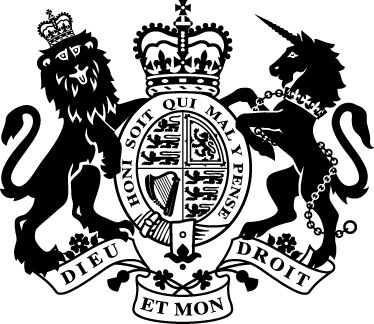 HONI SOIT QUI MAL Y PENSE
DIEU
ET MON
DROIT